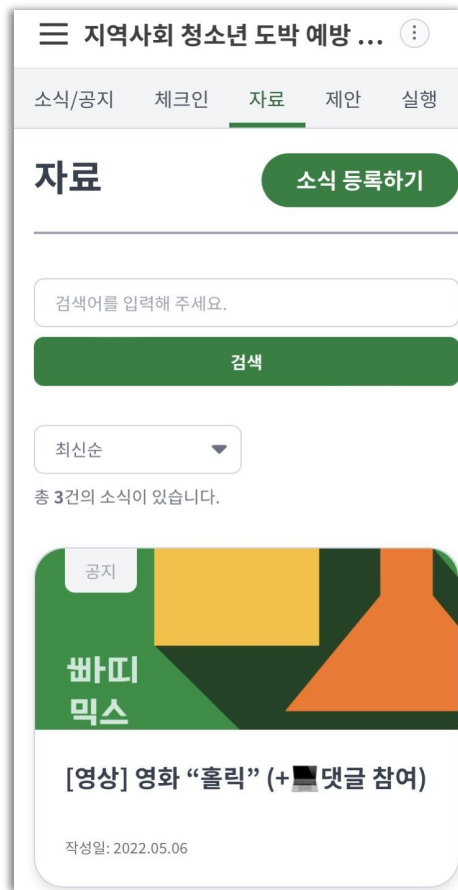 지역사회 청소년 도박 예방 ...
소식/공지 체크인 자료 제안 실행
자료
소식 등록하기
검색어를 입력해 주세요.
검색
최신순
총 3건의 소식이 있습니다.
공지
빠띠
믹스
[영상] 영화 “홀릭” (+💻댓글 참여)
작성일: 2022.05.06